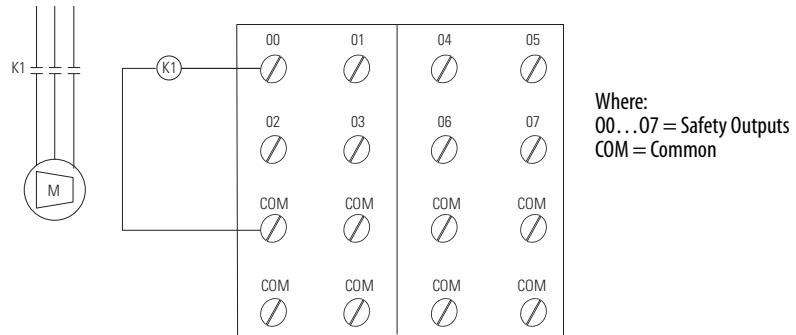 00 01 04 05
K1 K1
02 03 06 07
Where:
00...07 = Safety Outputs
COM = Common
M
COM COM COM COM
COM COM COM COM